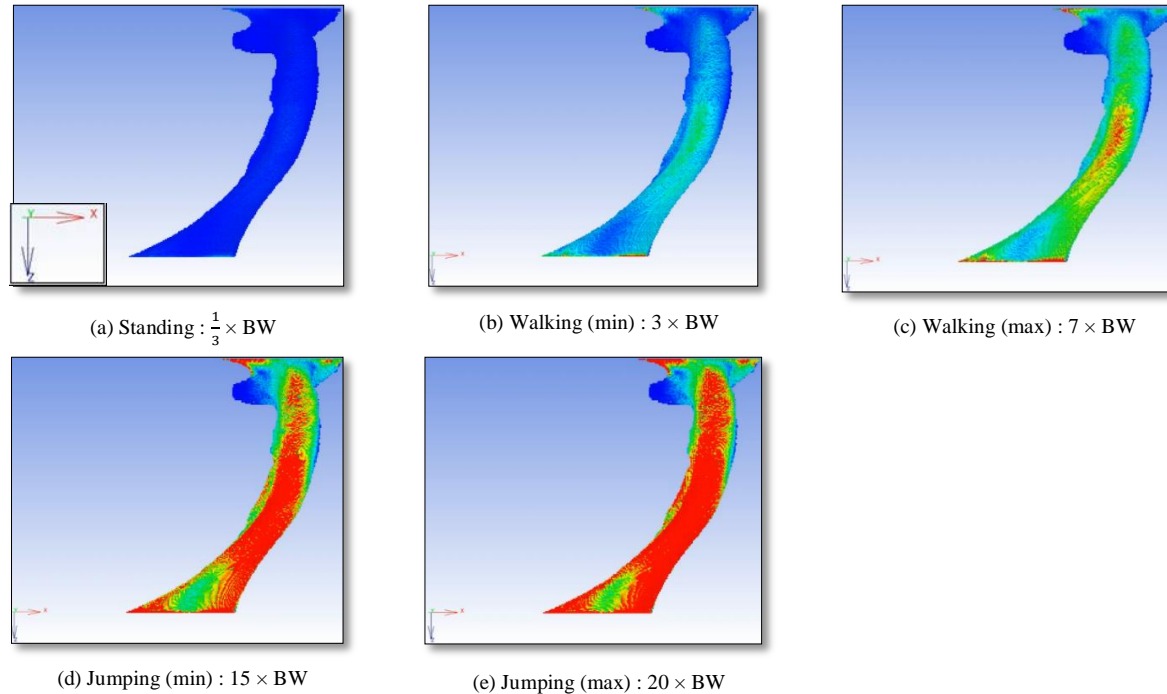 Y X
Z
X
Z
X
Z
(a) Standing : 1/3 × BW
(b) Walking (min) : 3 × BW
(c) Walking (max) : 7 × BW
X
Z
X
Z
(d) Jumping (min) : 15 × BW
(e) Jumping (max) : 20 × BW